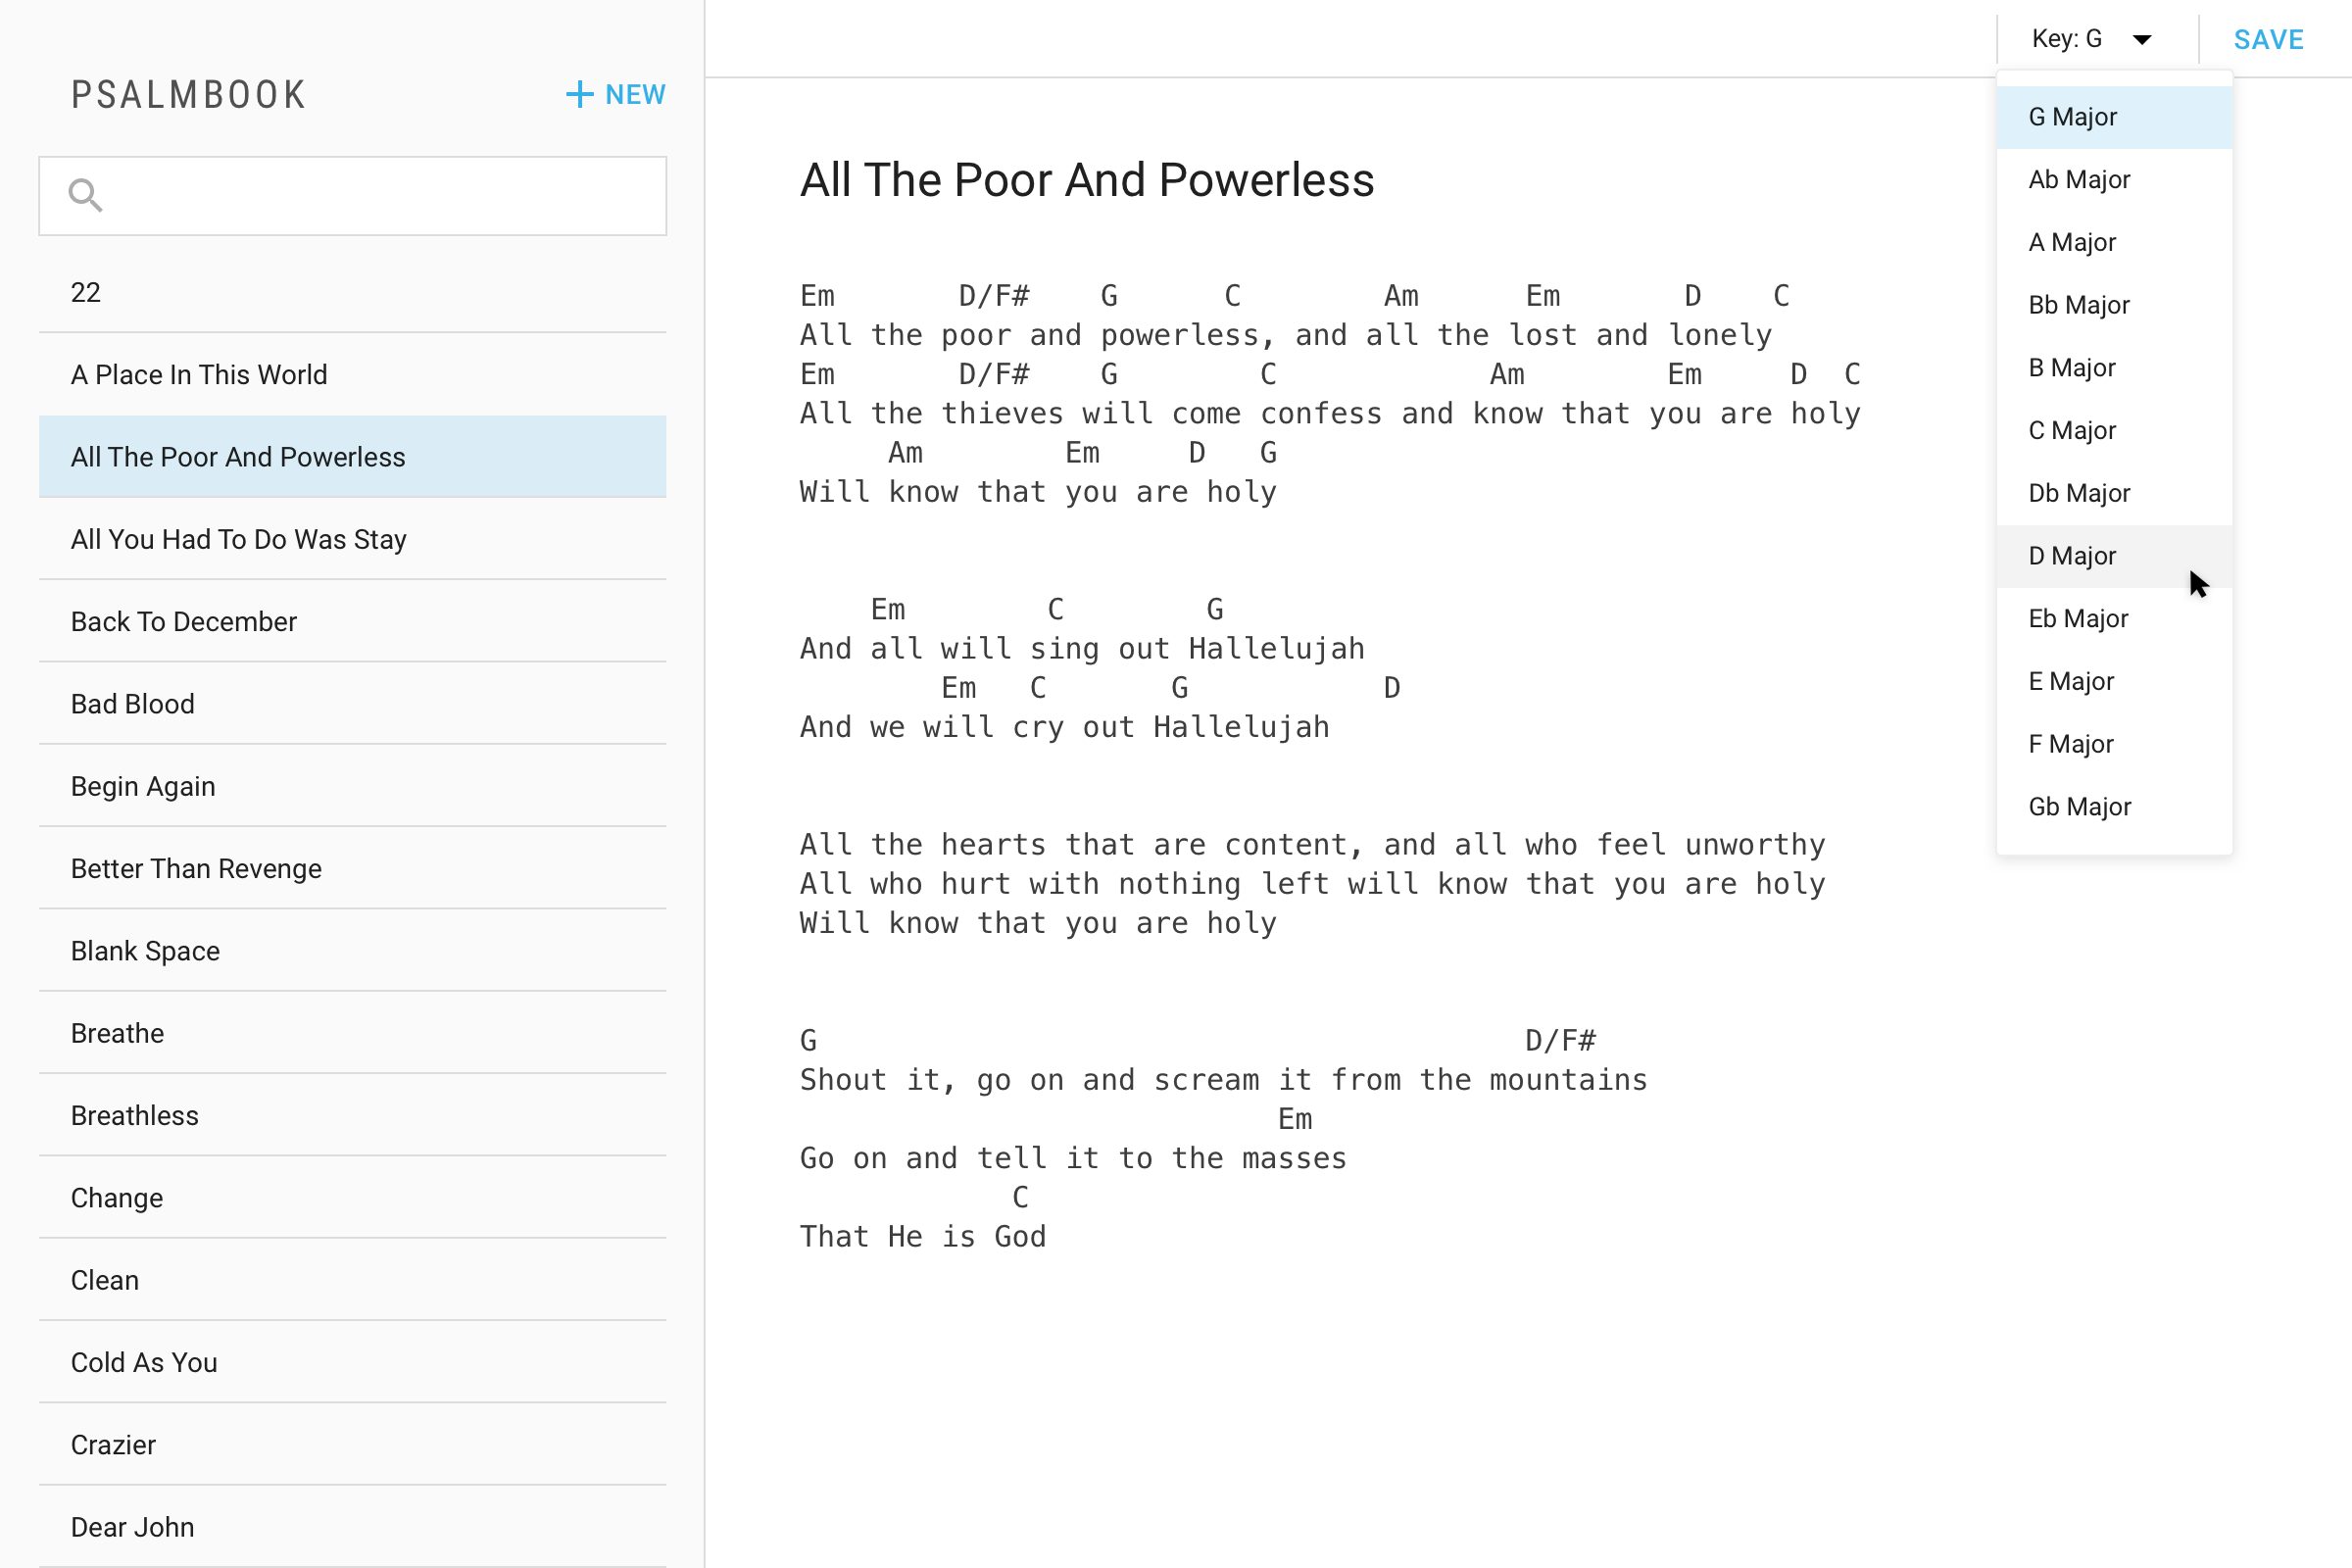 PSALMBOOK
NEW
22
A Place In This World
All The Poor And Powerless
All You Had To Do Was Stay
Back To December
Bad Blood
Begin Again
Better Than Revenge
Blank Space
Breathe
Breathless
Change
Clean
Cold As You
Crazier
Dear John
Key: G
SAVE
G Major
Ab Major
A Major
Bb Major
B Major
C Major
Db Major
D Major
Eb Major
E Major
F Major
Gb Major
All The Poor And Powerless
Em       D/F#    G      C        Am      Em       D    C
All the poor and powerless, and all the lost and lonely
Em       D/F#    G        C            Am        Em     D  C
All the thieves will come confess and know that you are holy
     Am        Em     D   G
Will know that you are holy
    Em        C        G
And all will sing out Hallelujah
        Em   C       G           D
And we will cry out Hallelujah
All the hearts that are content, and all who feel unworthy
All who hurt with nothing left will know that you are holy
Will know that you are holy
G                                        D/F#
Shout it, go on and scream it from the mountains
                           Em
Go on and tell it to the masses
            C
That He is God